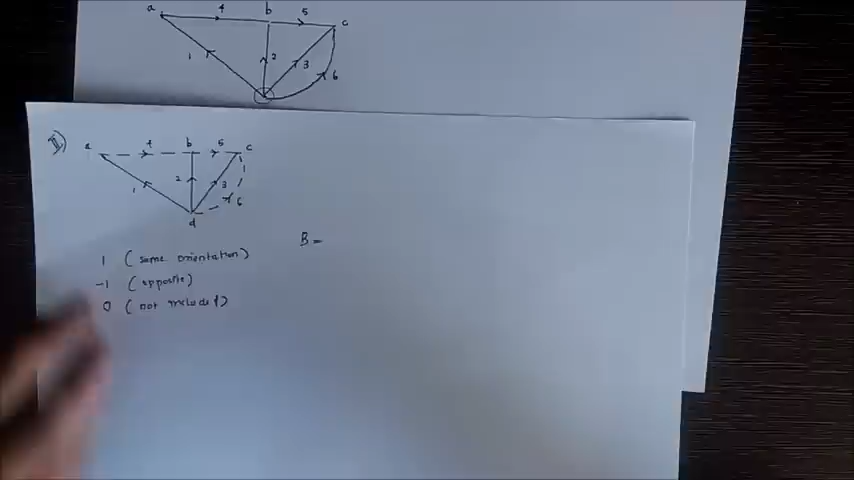 a 4 b 5 c
1 2 3 6
a 4 b 5 c
1 2 3 6
d
1 (same orientation)
-1 (opposite)
0 (not included)
B =